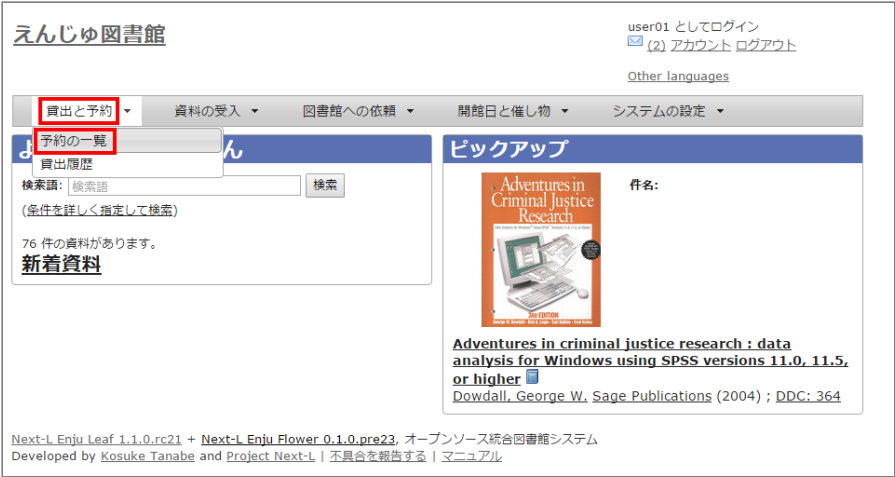 えんじゅ図書館
user01 としてログイン
(2) アカウント ログアウト
Other languages
貸出と予約 資料の受入 図書館への依頼 開館日と催し物 システムの設定
予約の一覧
貸出履歴
よ ん
検索語: 検索語 検索
(条件を詳しく指定して検索)
76 件の資料があります。
新着資料
ピックアップ
Adventures in
Criminal Justice
Research
3rd EDITION
件名:
Adventures in criminal justice research : data
analysis for Windows using SPSS versions 11.0, 11.5,
or higher
Dowdall, George W. Sage Publications (2004) ; DDC: 364
Next-L Enju Leaf 1.1.0.rc21 + Next-L Enju Flower 0.1.0.pre23, オープンソース統合図書館システム
Developed by Kosuke Tanabe and Project Next-L | 不具合を報告する | マニュアル